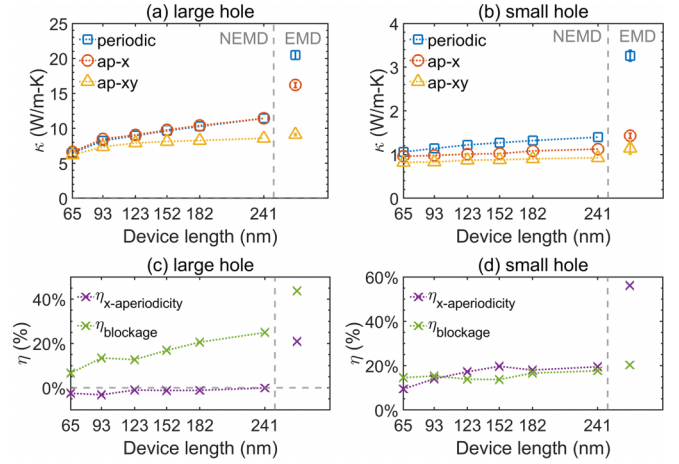 (a) large hole
NEMD EMD
periodic
ap-x
ap-xy
κ (W/m-K)
25
20
15
10
5
0
65 93 123 152 182 241
Device length (nm)
(b) small hole
NEMD EMD
periodic
ap-x
ap-xy
κ (W/m-K)
4
3
2
1
0
65 93 123 152 182 241
Device length (nm)
(c) large hole
ηx-aperiodicity
ηblockage
η (%)
40%
20%
0%
65 93 123 152 182 241
Device length (nm)
(d) small hole
ηx-aperiodicity
ηblockage
η (%)
60%
40%
20%
0%
65 93 123 152 182 241
Device length (nm)